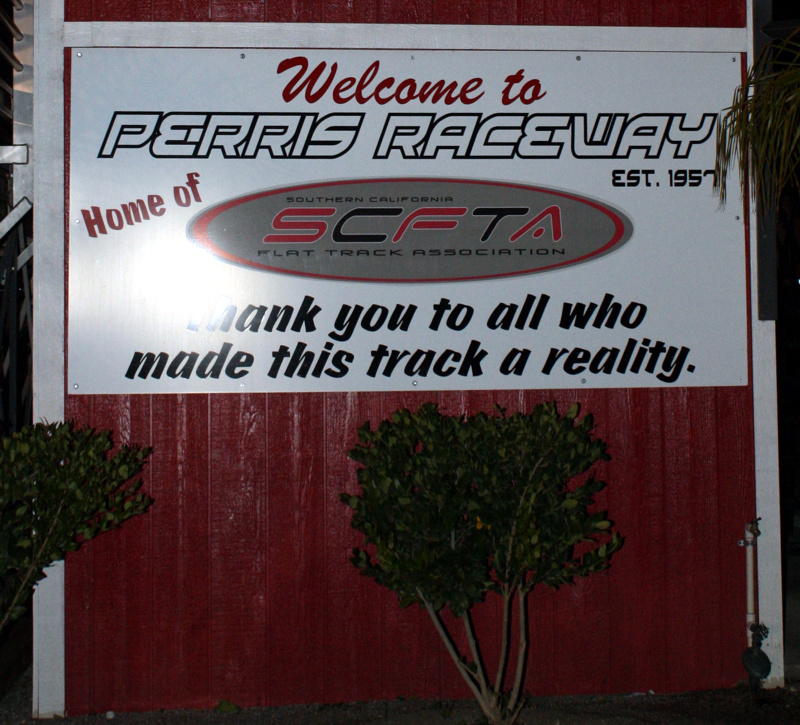 Welcome to
PERRIS RACEWAY
EST. 1957
Home of
SOUTHERN CALIFORNIA
SCFTA
FLAT TRACK ASSOCIATION
Thank you to all who
made this track a reality.